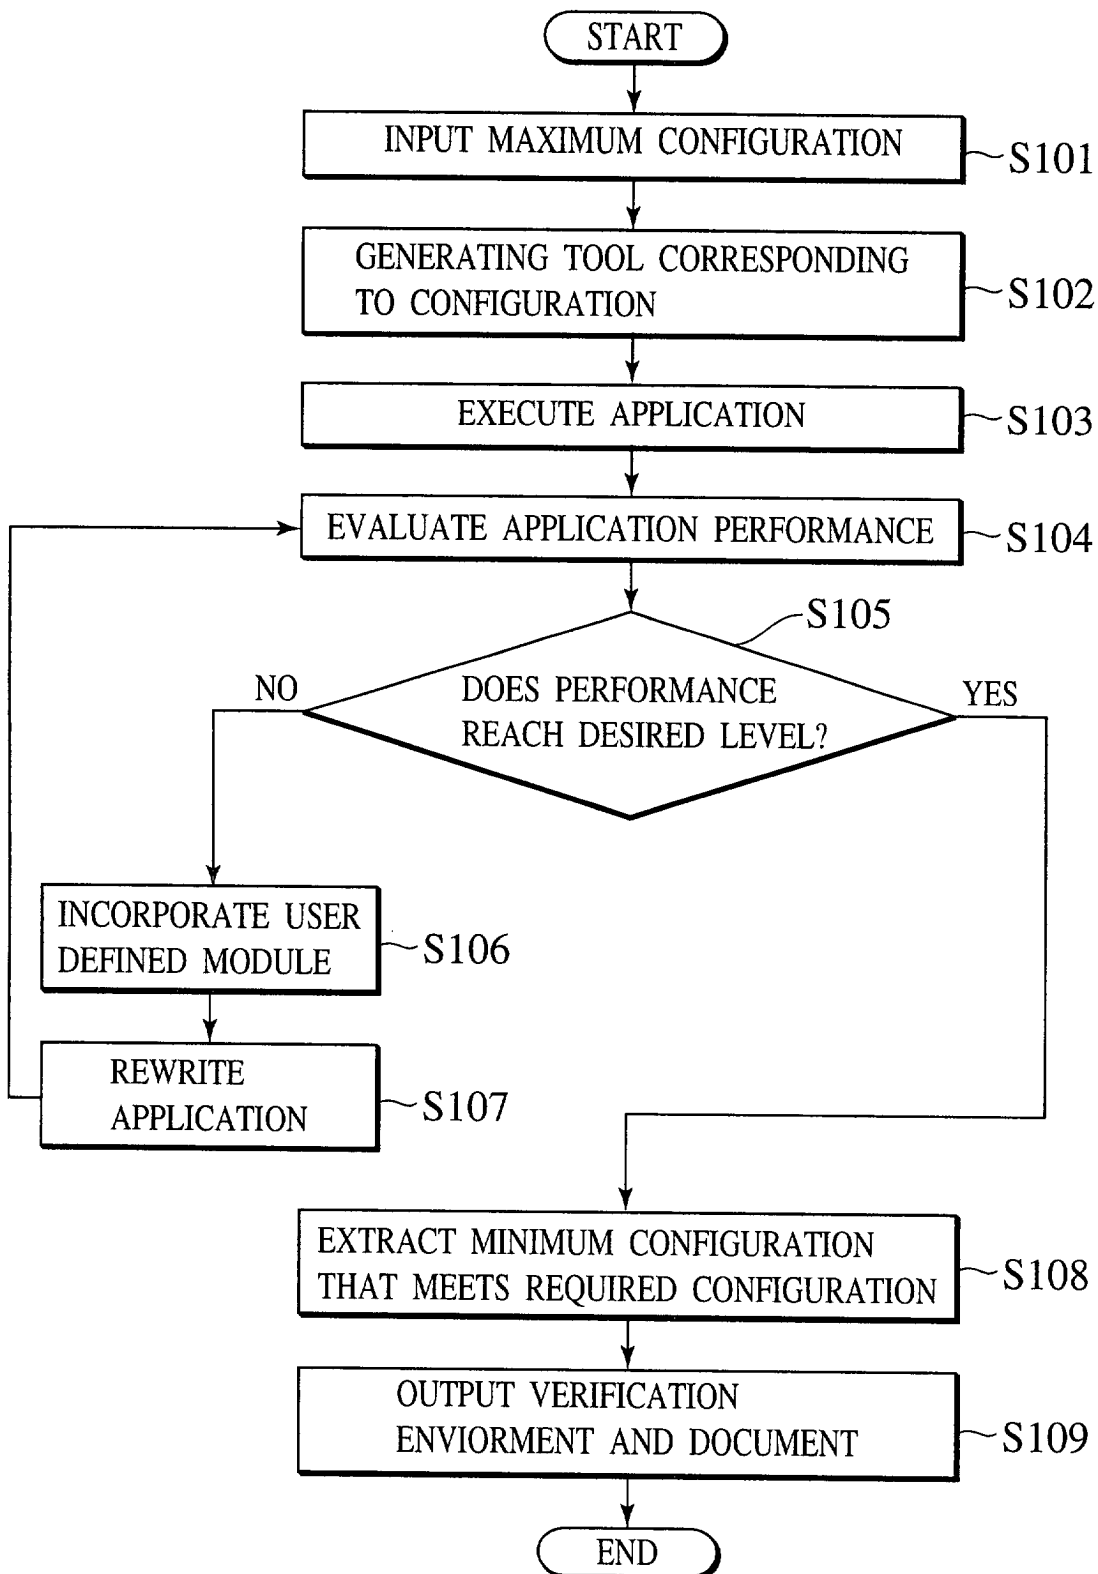 START
INPUT MAXIMUM CONFIGURATION
S101
GENERATING TOOL CORRESPONDING
TO CONFIGURATION
S102
EXECUTE APPLICATION
S103
EVALUATE APPLICATION PERFORMANCE
S104
S105
NO
DOES PERFORMANCE
REACH DESIRED LEVEL?
YES
INCORPORATE USER
DEFINED MODULE
S106
REWRITE
APPLICATION
S107
EXTRACT MINIMUM CONFIGURATION
THAT MEETS REQUIRED CONFIGURATION
S108
OUTPUT VERIFICATION
ENVIORMENT AND DOCUMENT
S109
END